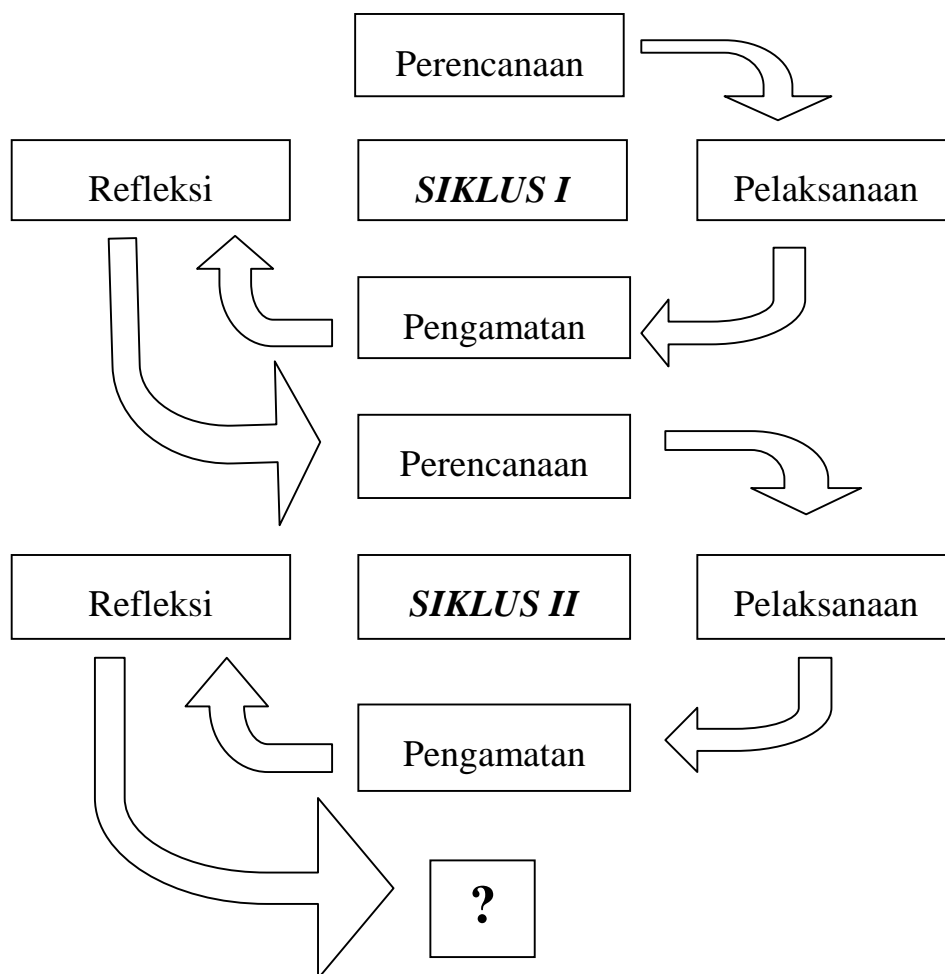 Perencanaan
Refleksi
SIKLUS I
Pelaksanaan
Pengamatan
Perencanaan
Refleksi
SIKLUS II
Pelaksanaan
Pengamatan
?